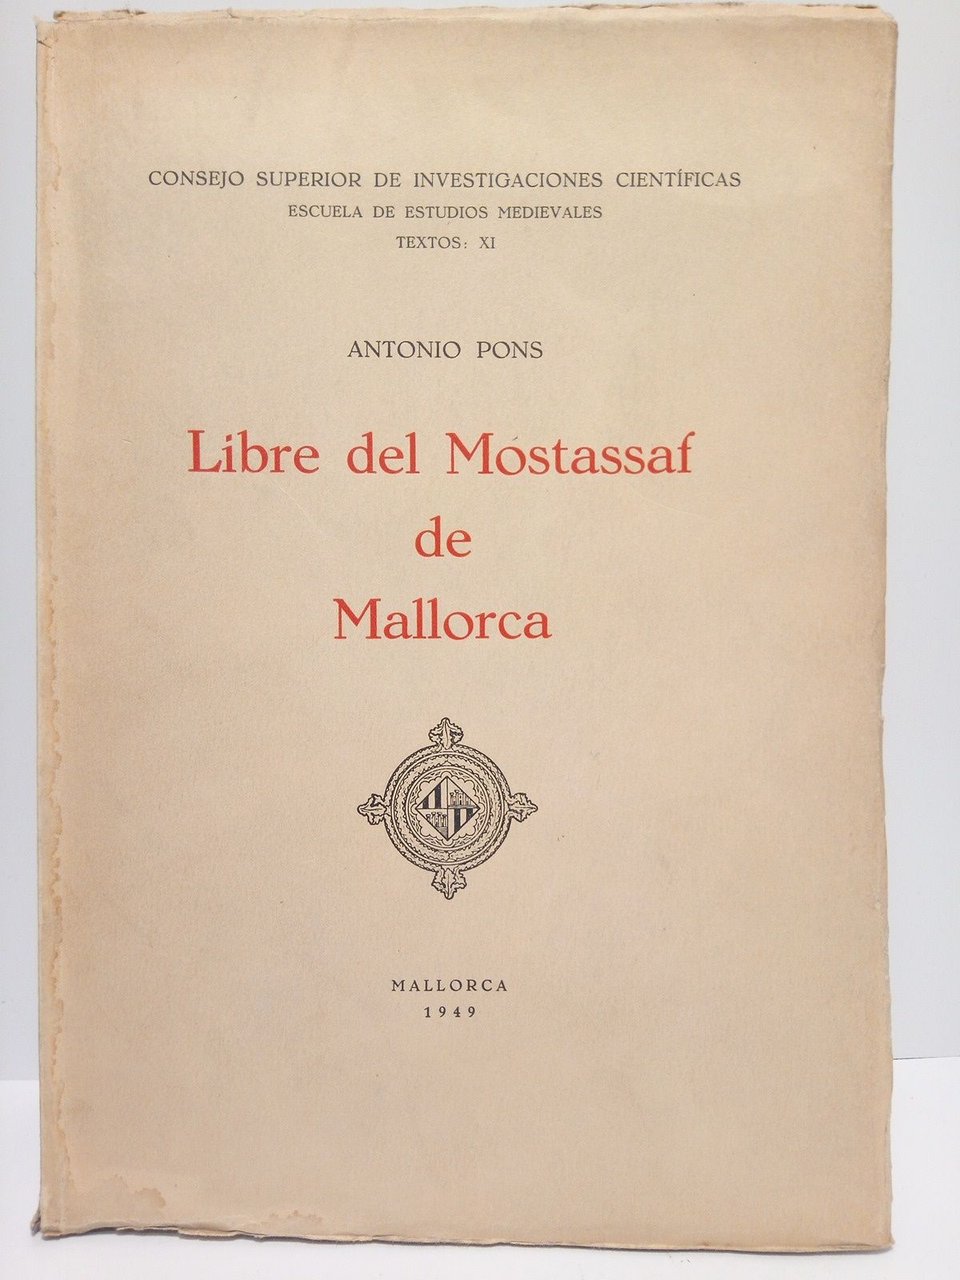 CONSEJO SUPERIOR DE INVESTIGACIONES CIENTÍFICAS
ESCUELA DE ESTUDIOS MEDIEVALES
TEXTOS: XI
ANTONIO PONS
Libre del Mostassaf
de
Mallorca
MALLORCA
1949